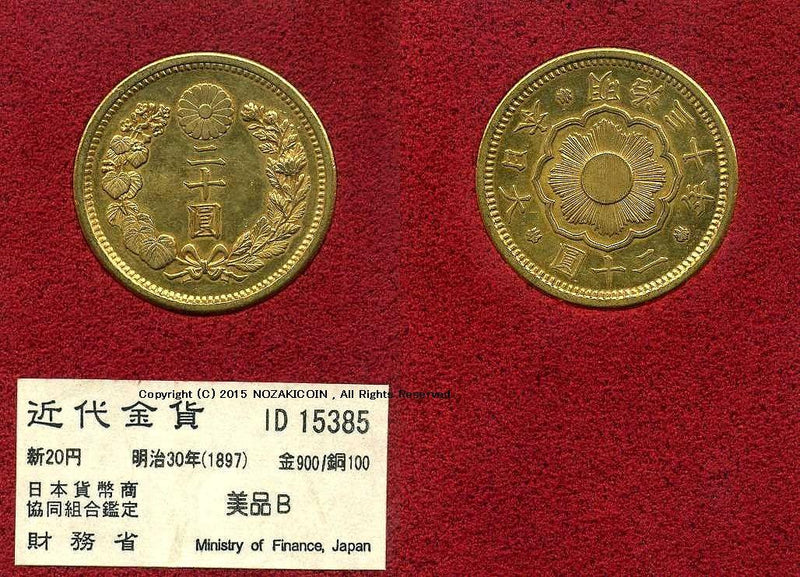 二十圓
大日本
明治三十年
二十圓
Copyright (C) 2015 NOZAKICOIN , All Rights Reserved.
近代金貨 ID 15385
新20円 明治30年(1897) 金900/銅100
日本貨幣商
協同組合鑑定 美品B
財務省 Ministry of Finance, Japan